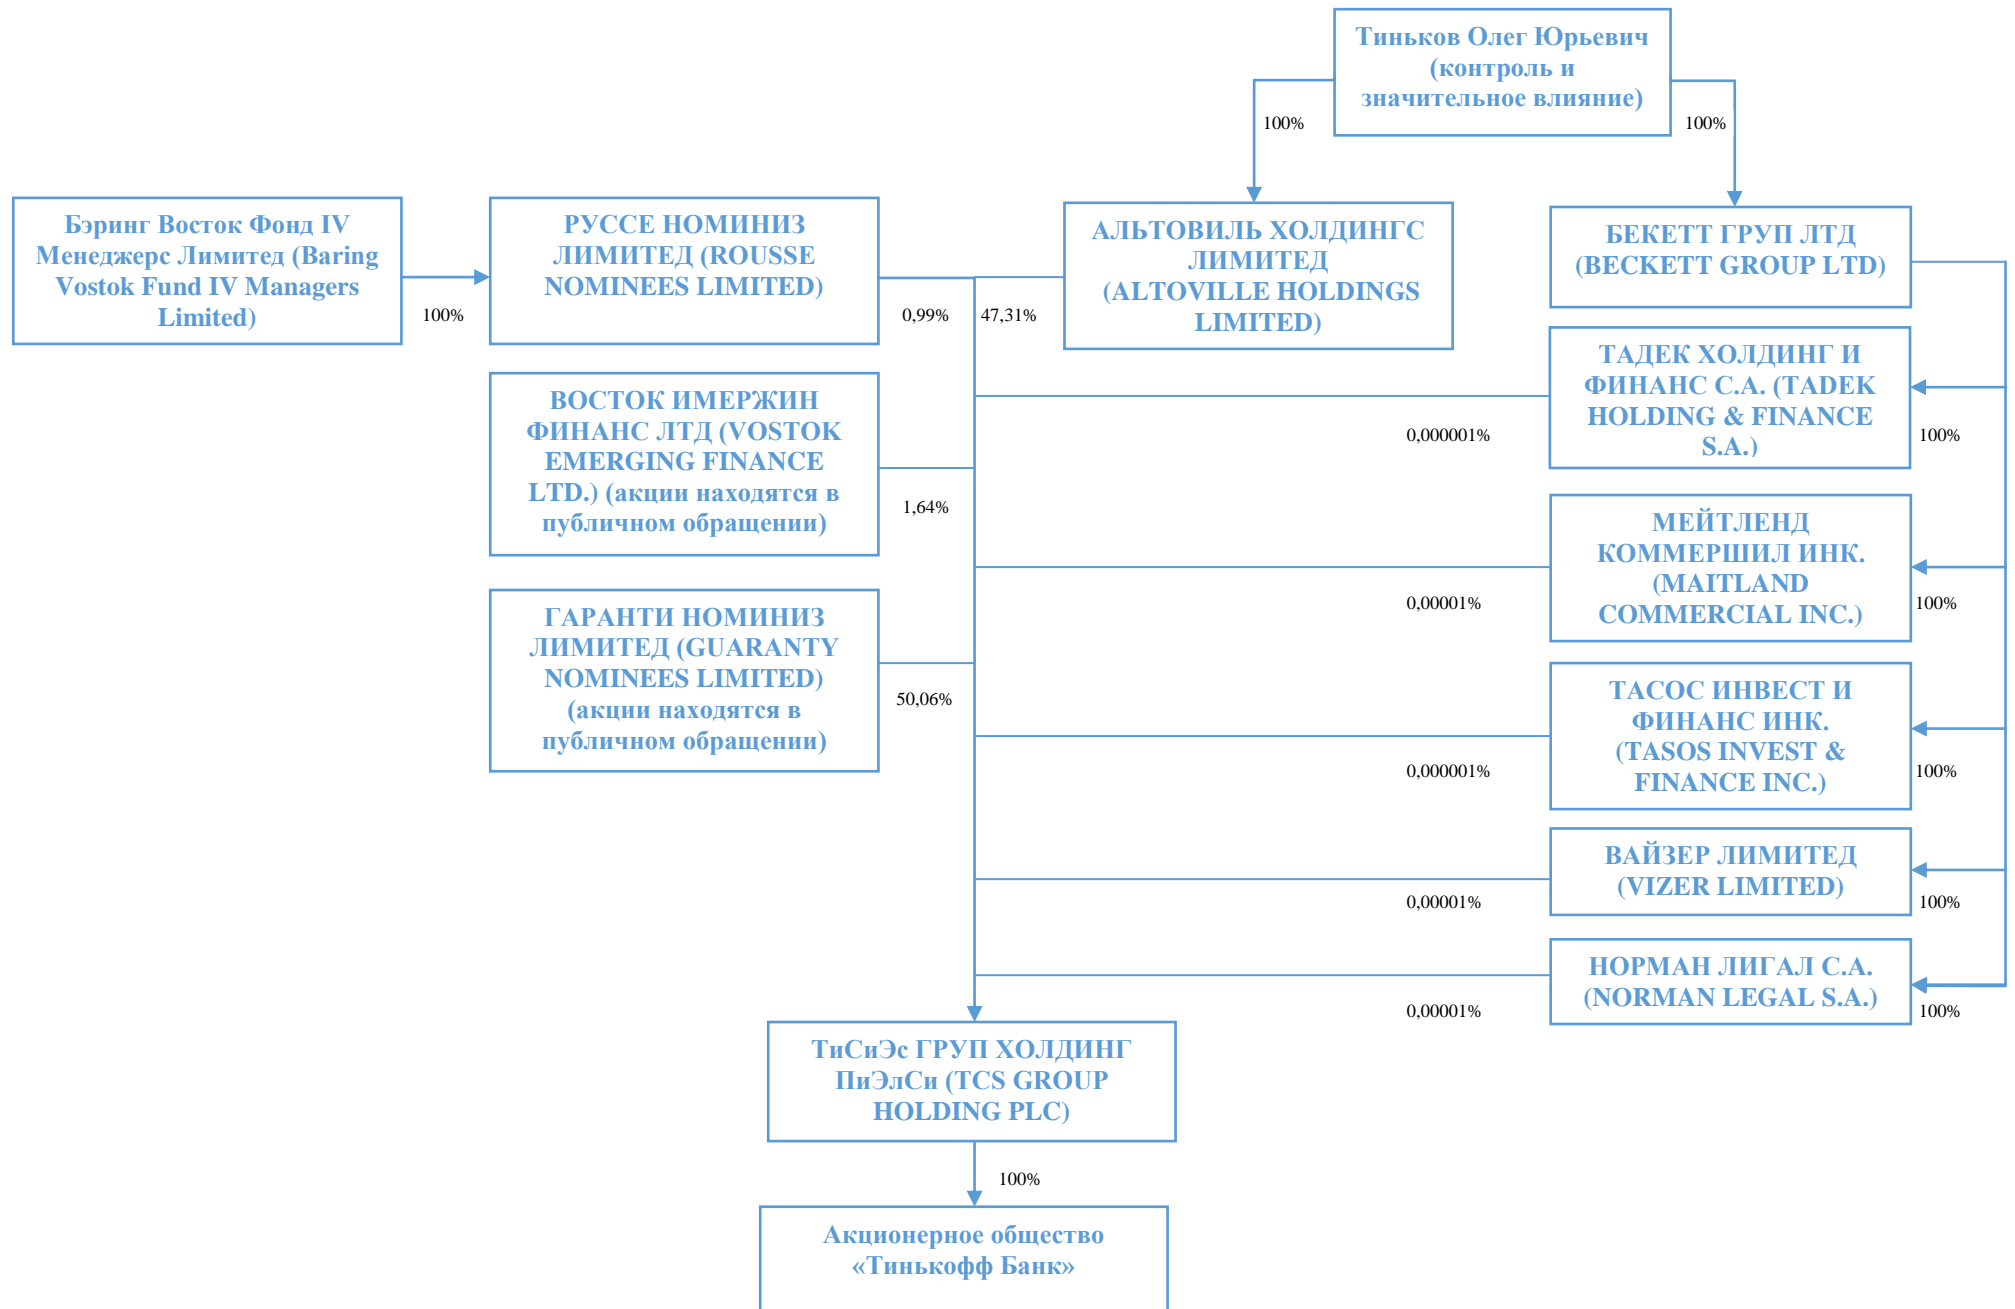 Тиньков Олег Юрьевич
(контроль и
значительное влияние)
100%
100%
Бэринг Восток Фонд IV
Менеджерс Лимитед (Baring
Vostok Fund IV Managers
Limited)
100%
РУССЕ НОМИНИЗ
ЛИМИТЕД (ROUSSE
NOMINEES LIMITED)
0,99%
47,31%
АЛЬТОВИЛЬ ХОЛДИНГС
ЛИМИТЕД
(ALTOVILLE HOLDINGS
LIMITED)
БЕКЕТТ ГРУП ЛТД
(BECKETT GROUP LTD)
ВОСТОК ИМЕРЖИН
ФИНАНС ЛТД (VOSTOK
EMERGING FINANCE
LTD.) (акции находятся в
публичном обращении)
1,64%
ТАДЕК ХОЛДИНГ И
ФИНАНС С.А. (TADEK
HOLDING & FINANCE
S.A.)
0,000001%
100%
МЕЙТЛЕНД
КОММЕРШИЛ ИНК.
(MAITLAND
COMMERCIAL INC.)
0,00001%
100%
ГАРАНТИ НОМИНИЗ
ЛИМИТЕД (GUARANTY
NOMINEES LIMITED)
(акции находятся в
публичном обращении)
50,06%
ТАСОС ИНВЕСТ И
ФИНАНС ИНК.
(TASOS INVEST &
FINANCE INC.)
0,000001%
100%
ВАЙЗЕР ЛИМИТЕД
(VIZER LIMITED)
0,00001%
100%
НОРМАН ЛИГАЛ С.А.
(NORMAN LEGAL S.A.)
0,00001%
100%
ТиСиЭс ГРУП ХОЛДИНГ
ПиЭлСи (TCS GROUP
HOLDING PLC)
100%
Акционерное общество
«Тинькофф Банк»